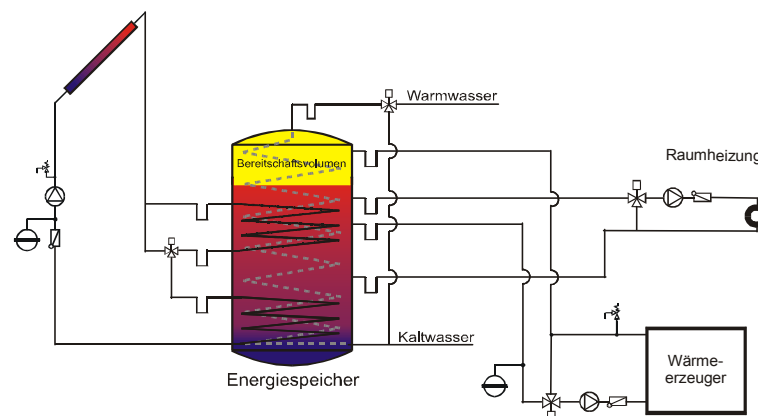 Warmwasser
Bereitschaftsvolumen
Raumheizung
Kaltwasser
Energiespeicher
Wärme-
erzeuger